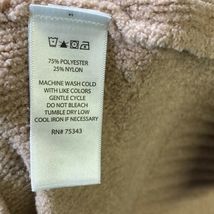 75% POLYESTER
25% NYLON
MACHINE WASH COLD
WITH LIKE COLORS
GENTLE CYCLE
DO NOT BLEACH
TUMBLE DRY LOW
COOL IRON IF NECESSARY
RN# 75343